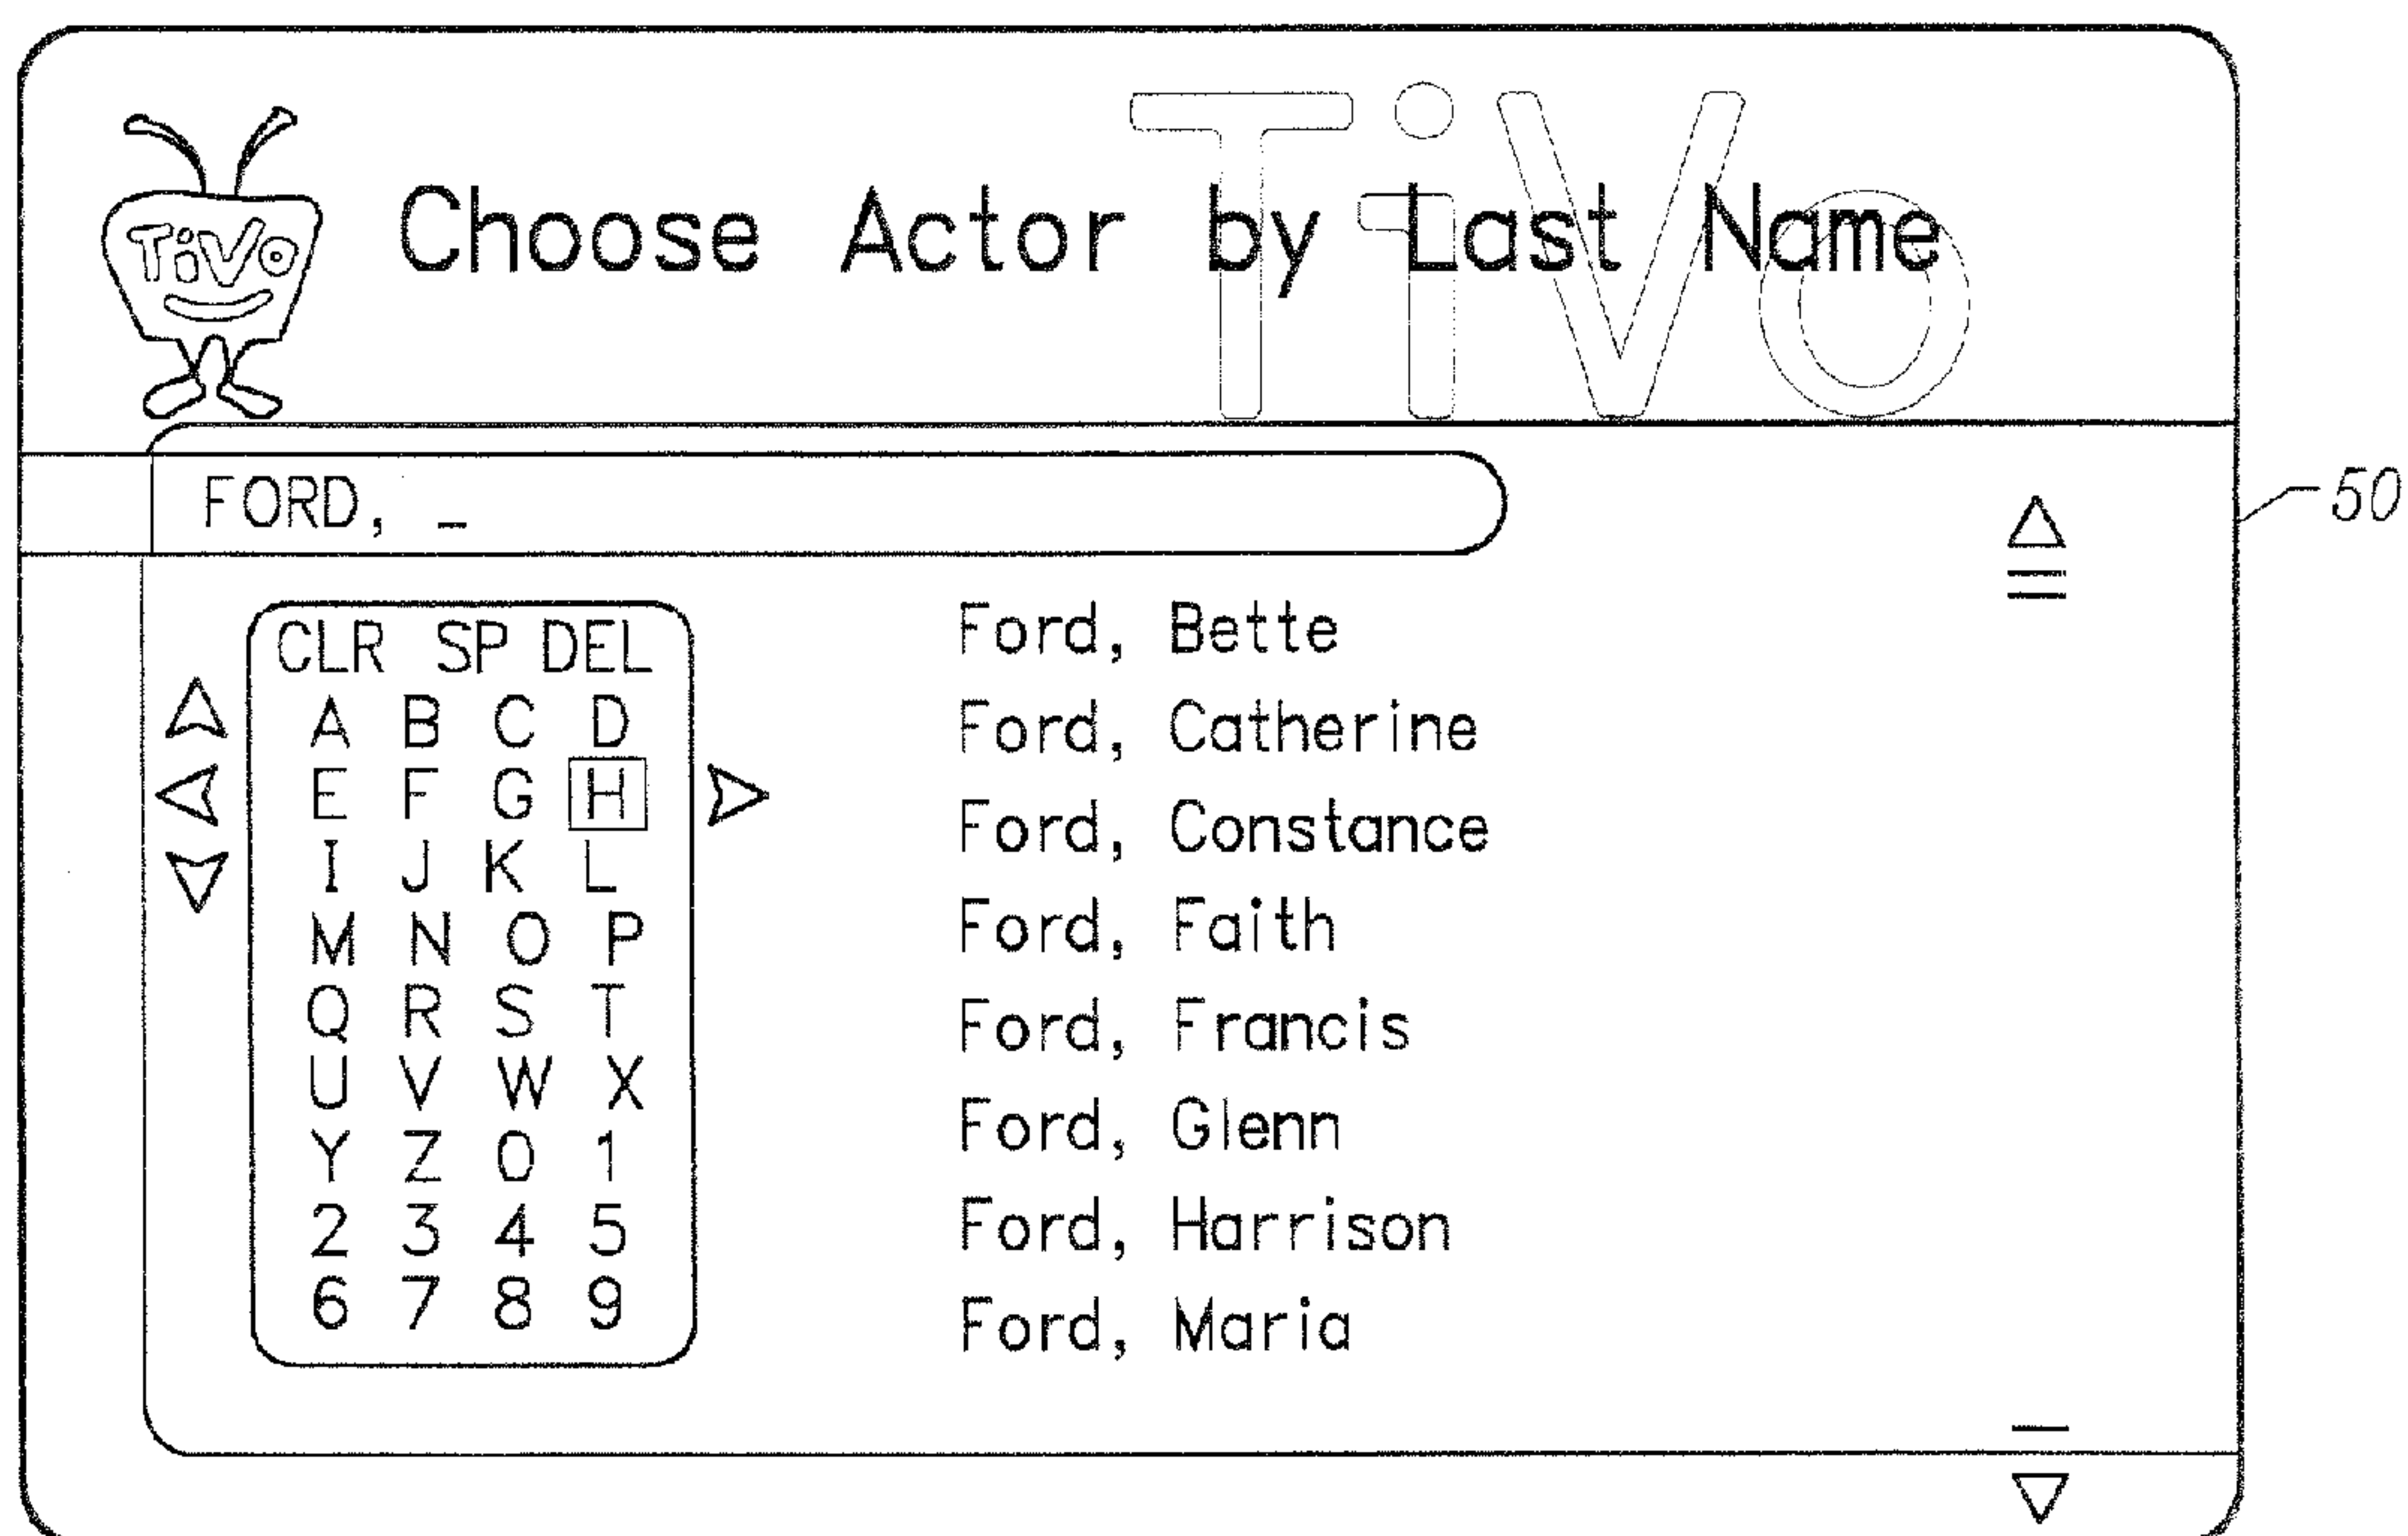 TiVo
TiVo
Choose Actor by Last Name
FORD, _
50
CLR SP DEL
A B C D
E F G H
I J K L
M N O P
Q R S T
U V W X
Y Z 0 1
2 3 4 5
6 7 8 9
Ford, Bette
Ford, Catherine
Ford, Constance
Ford, Faith
Ford, Francis
Ford, Glenn
Ford, Harrison
Ford, Maria